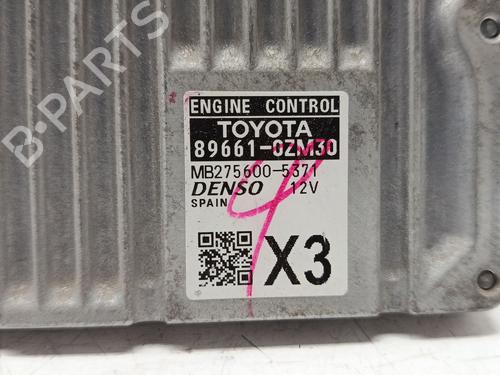 B-PARTS
ENGINE CONTROL
TOYOTA
89661-0ZM30
MB275600-5371
DENSO 12V
SPAIN
X3